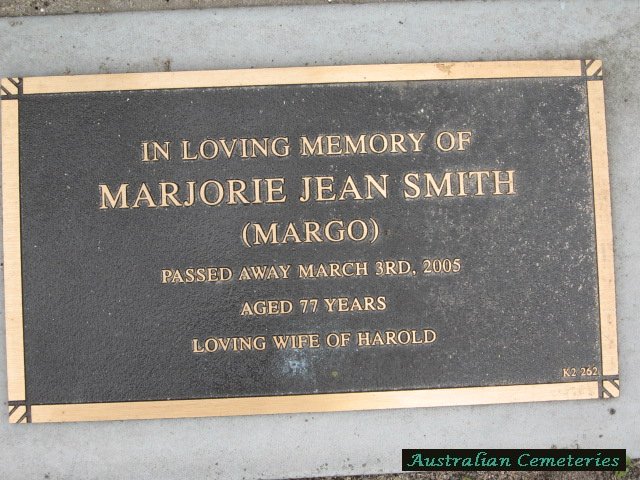 IN LOVING MEMORY OF
MARJORIE JEAN SMITH
(MARGO)
PASSED AWAY MARCH 3RD, 2005
AGED 77 YEARS
LOVING WIFE OF HAROLD
K2 262
Australian Cemeteries